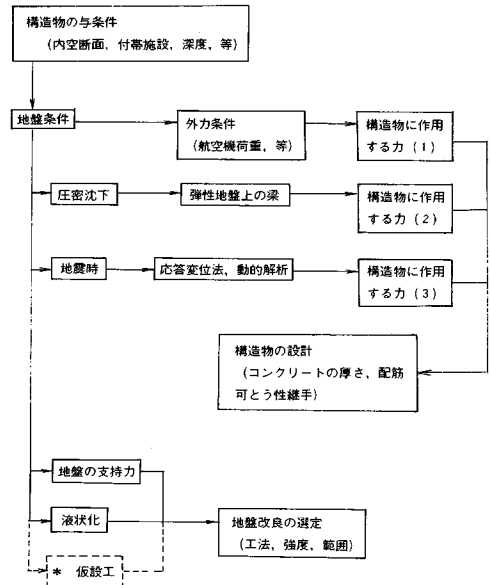 構造物の与条件
(内空断面, 付帯施設, 深度, 等)
地盤条件
外力条件
(航空機荷重, 等)
構造物に作用
する力 (1)
圧密沈下
弾性地盤上の梁
構造物に作用
する力 (2)
地震時
応答変位法, 動的解析
構造物に作用
する力 (3)
構造物の設計
(コンクリートの厚さ, 配筋
可とう性継手)
地盤の支持力
液状化
地盤改良の選定
(工法, 強度, 範囲)
* 仮設工